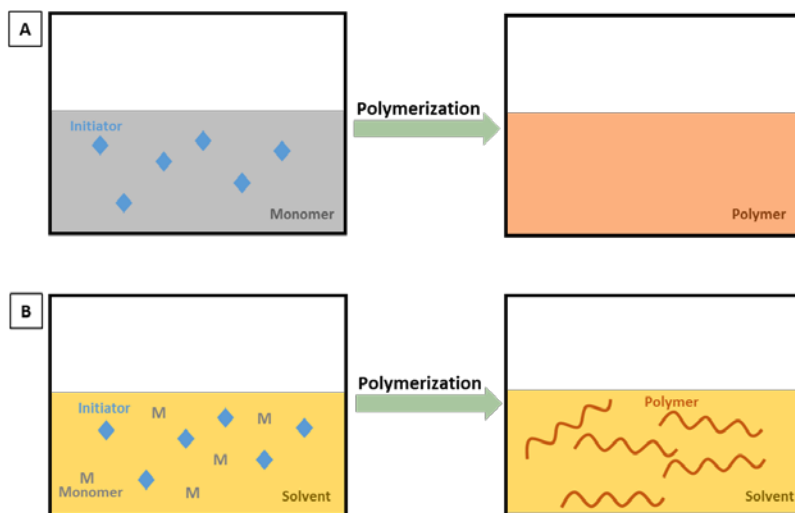 A
Initiator
Monomer
Polymerization
Polymer
B
Initiator
M
M
M
M
Monomer
M
Solvent
Polymerization
Polymer
Solvent